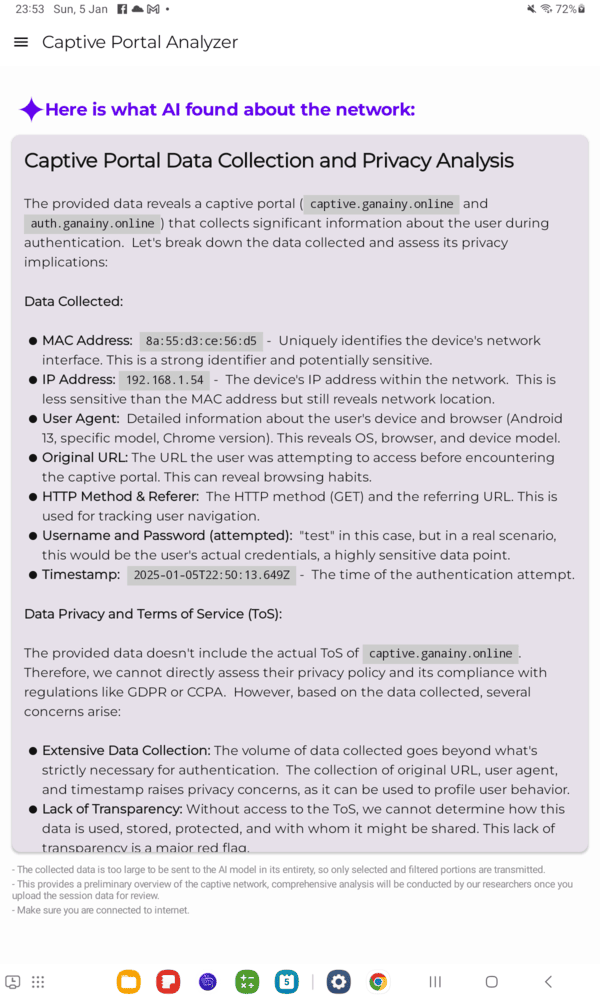 23:53 Sun, 5 Jan
72%
Captive Portal Analyzer
Here is what AI found about the network:
Captive Portal Data Collection and Privacy Analysis
The provided data reveals a captive portal ( captive.ganainy.online and
auth.ganainy.online ) that collects significant information about the user during
authentication. Let's break down the data collected and assess its privacy
implications:
Data Collected:
● MAC Address: 8a:55:d3:ce:56:d5 - Uniquely identifies the device's network
interface. This is a strong identifier and potentially sensitive.
● IP Address: 192.168.1.54 - The device's IP address within the network. This is
less sensitive than the MAC address but still reveals network location.
● User Agent: Detailed information about the user's device and browser (Android
13, specific model, Chrome version). This reveals OS, browser, and device model.
● Original URL: The URL the user was attempting to access before encountering
the captive portal. This can reveal browsing habits.
● HTTP Method & Referer: The HTTP method (GET) and the referring URL. This is
used for tracking user navigation.
● Username and Password (attempted): "test" in this case, but in a real scenario,
this would be the user's actual credentials, a highly sensitive data point.
● Timestamp: 2025-01-05T22:50:13.649Z - The time of the authentication attempt.
Data Privacy and Terms of Service (ToS):
The provided data doesn't include the actual ToS of captive.ganainy.online .
Therefore, we cannot directly assess their privacy policy and its compliance with
regulations like GDPR or CCPA. However, based on the data collected, several
concerns arise:
● Extensive Data Collection: The volume of data collected goes beyond what's
strictly necessary for authentication. The collection of original URL, user agent,
and timestamp raises privacy concerns, as it can be used to profile user behavior.
● Lack of Transparency: Without access to the ToS, we cannot determine how this
data is used, stored, protected, and with whom it might be shared. This lack of
transparency is a major red flag.
- The collected data is too large to be sent to the AI model in its entirety, so only selected and filtered portions are transmitted.
- This provides a preliminary overview of the captive network, comprehensive analysis will be conducted by our researchers once you
upload the session data for review.
- Make sure you are connected to internet.
5